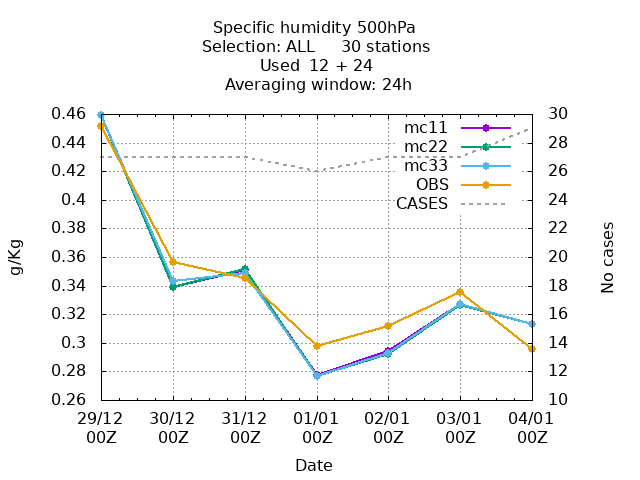 Specific humidity 500hPa
Selection: ALL 30 stations
Used 12 + 24
Averaging window: 24h
0.46
0.44
0.42
0.4
0.38
0.36
0.34
0.32
0.3
0.28
0.26
30
28
26
24
22
20
18
16
14
12
10
mc11
mc22
mc33
OBS
CASES
g/Kg
No cases
29/12 30/12 31/12 01/01 02/01 03/01 04/01
00Z 00Z 00Z 00Z 00Z 00Z 00Z
Date